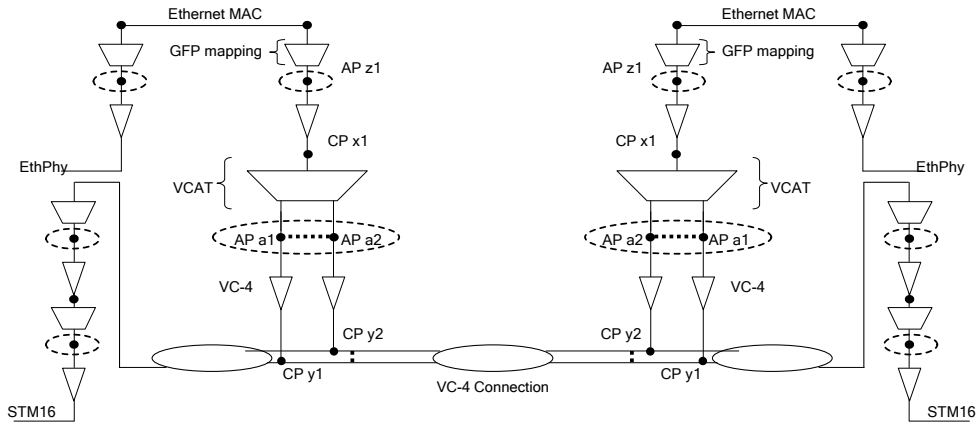 Ethernet MAC
Ethernet MAC
GFP mapping
GFP mapping
AP z1
AP z1
CP x1
CP x1
EthPhy
EthPhy
VCAT
VCAT
AP a1
AP a2
AP a2
AP a1
VC-4
VC-4
CP y2
CP y2
CP y1
CP y1
VC-4 Connection
STM16
STM16